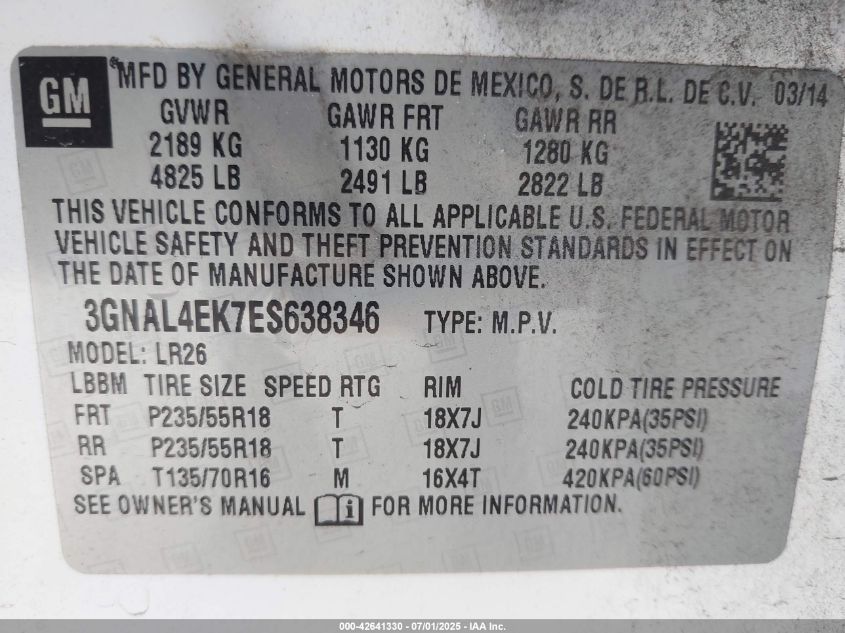 GM
MFD BY GENERAL MOTORS DE MEXICO, S. DE R.L. DE C.V. 03/14
GVWR GAWR FRT GAWR RR
2189 KG 1130 KG 1280 KG
4825 LB 2491 LB 2822 LB
THIS VEHICLE CONFORMS TO ALL APPLICABLE U.S. FEDERAL MOTOR
VEHICLE SAFETY AND THEFT PREVENTION STANDARDS IN EFFECT ON
THE DATE OF MANUFACTURE SHOWN ABOVE.
3GNAL4EK7ES638346 TYPE: M.P.V.
MODEL: LR26
LBBM TIRE SIZE SPEED RTG RIM COLD TIRE PRESSURE
FRT P235/55R18 T 18X7J 240KPA(35PSI)
RR P235/55R18 T 18X7J 240KPA(35PSI)
SPA T135/70R16 M 16X4T 420KPA(60PSI)
SEE OWNER'S MANUAL i FOR MORE INFORMATION.
000-42641330 - 07/01/2025 - IAA Inc.